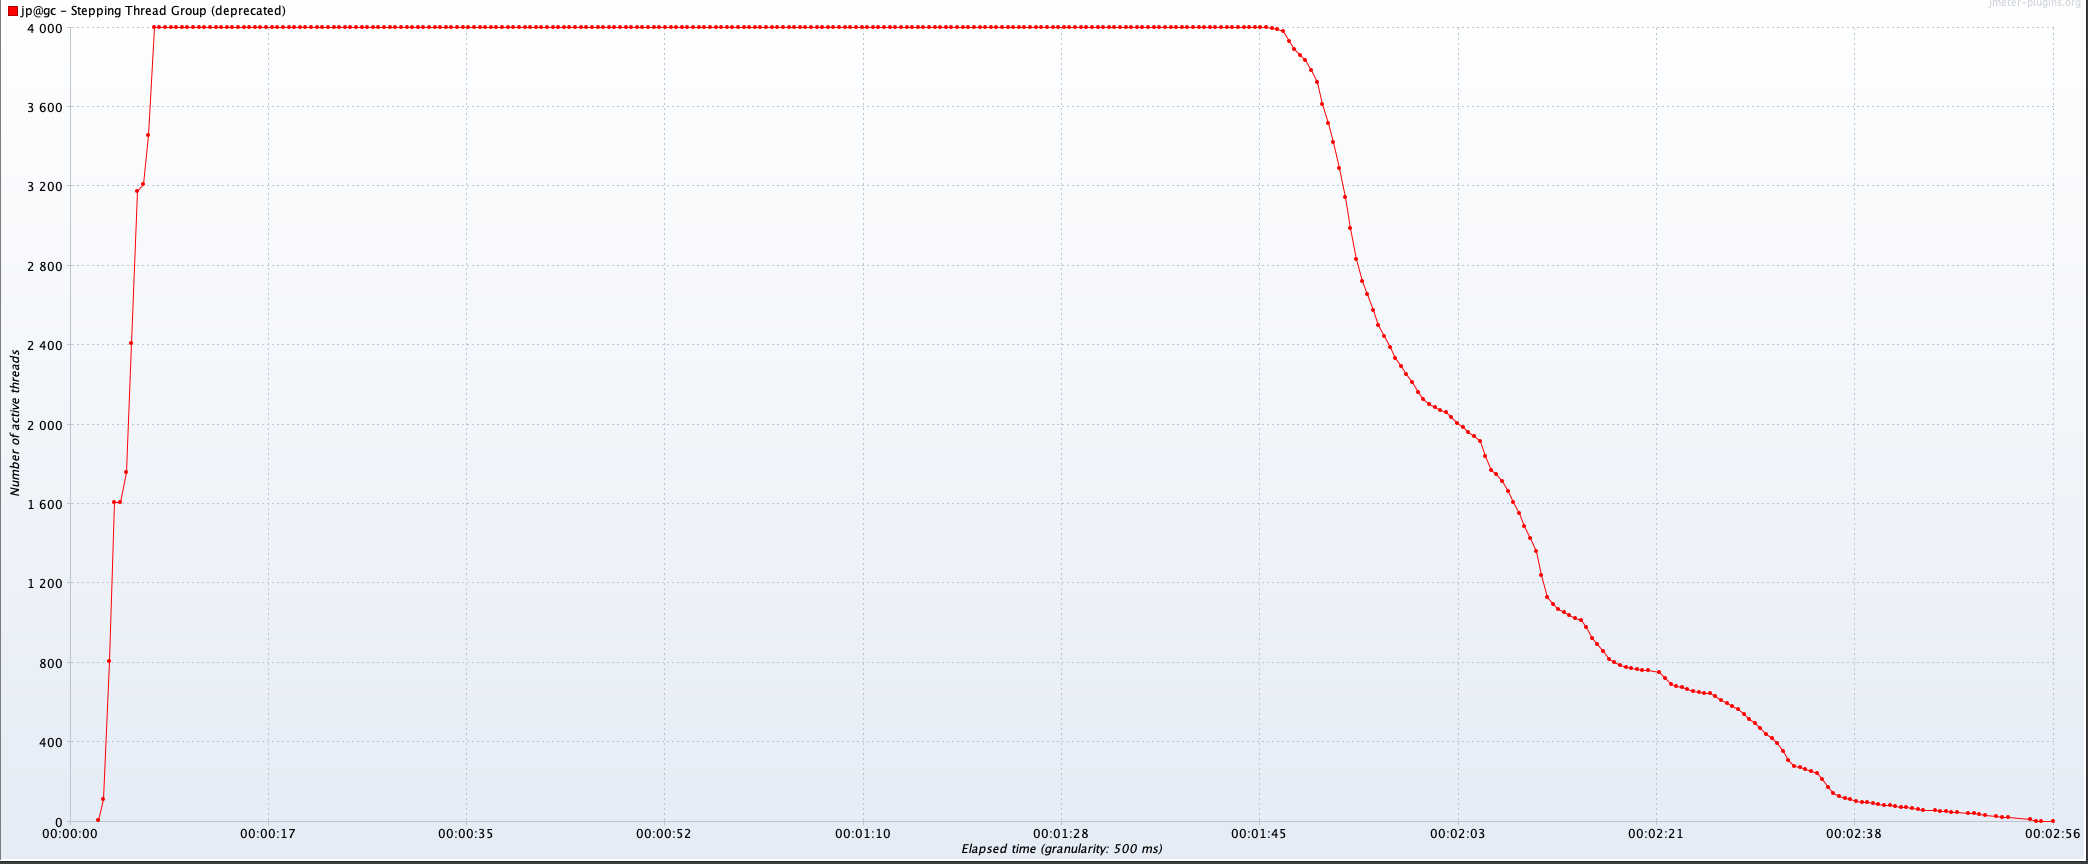 jmeter-plugins.org
jp@gc - Stepping Thread Group (deprecated)
4 000
3 600
3 200
2 800
2 400
2 000
1 600
1 200
800
400
0
Number of active threads
00:00:00 00:00:17 00:00:35 00:00:52 00:01:10 00:01:28 00:01:45 00:02:03 00:02:21 00:02:38 00:02:56
Elapsed time (granularity: 500 ms)